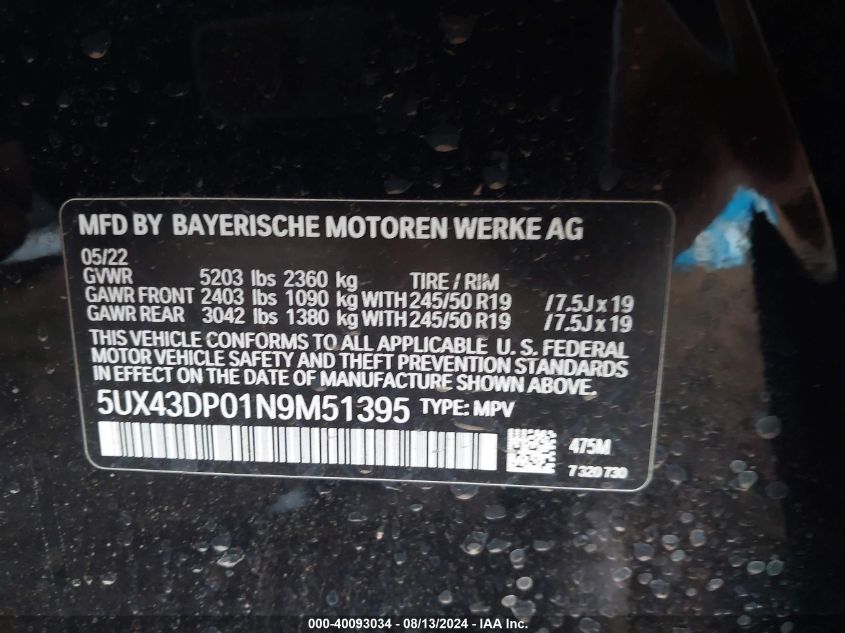 MFD BY BAYERISCHE MOTOREN WERKE AG
05/22
GVWR 5203 lbs 2360 kg TIRE / RIM
GAWR FRONT 2403 lbs 1090 kg WITH 245/50 R19 / 7.5J x 19
GAWR REAR 3042 lbs 1380 kg WITH 245/50 R19 / 7.5J x 19
THIS VEHICLE CONFORMS TO ALL APPLICABLE U. S. FEDERAL
MOTOR VEHICLE SAFETY AND THEFT PREVENTION STANDARDS
IN EFFECT ON THE DATE OF MANUFACTURE SHOWN ABOVE.
5UX43DP01N9M51395 TYPE: MPV
475M
7 320 730
000-40093034 / 08/13/2024 - IAA Inc.